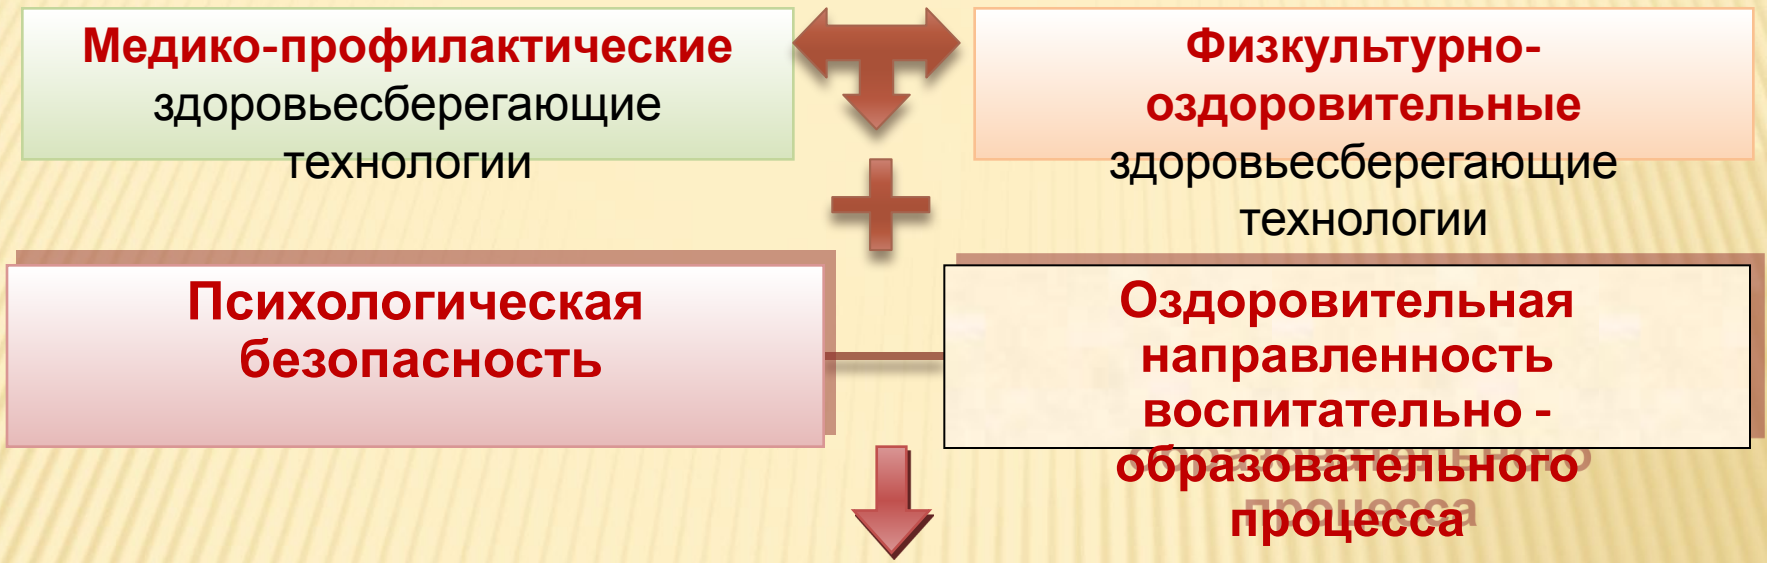 Медико-профилактические
здоровьесберегающие
технологии
Физкультурно-
оздоровительные
здоровьесберегающие
технологии
Психологическая
безопасность
Оздоровительная
направленность
воспитательно -
образовательного
процесса